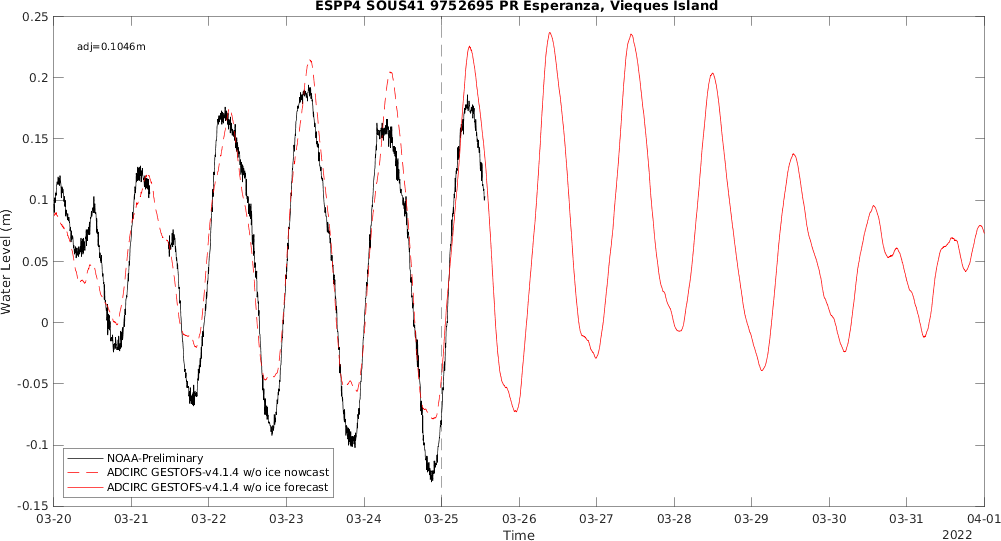 ESPP4 SOUS41 9752695 PR Esperanza, Vieques Island
0.25
adj=0.1046m
0.2
0.15
0.1
0.05
0
-0.05
-0.1
-0.15
Water Level (m)
NOAA-Preliminary
ADCIRC GESTOFS-v4.1.4 w/o ice nowcast
ADCIRC GESTOFS-v4.1.4 w/o ice forecast
03-20 03-21 03-22 03-23 03-24 03-25 03-26 03-27 03-28 03-29 03-30 03-31 04-01
Time
2022